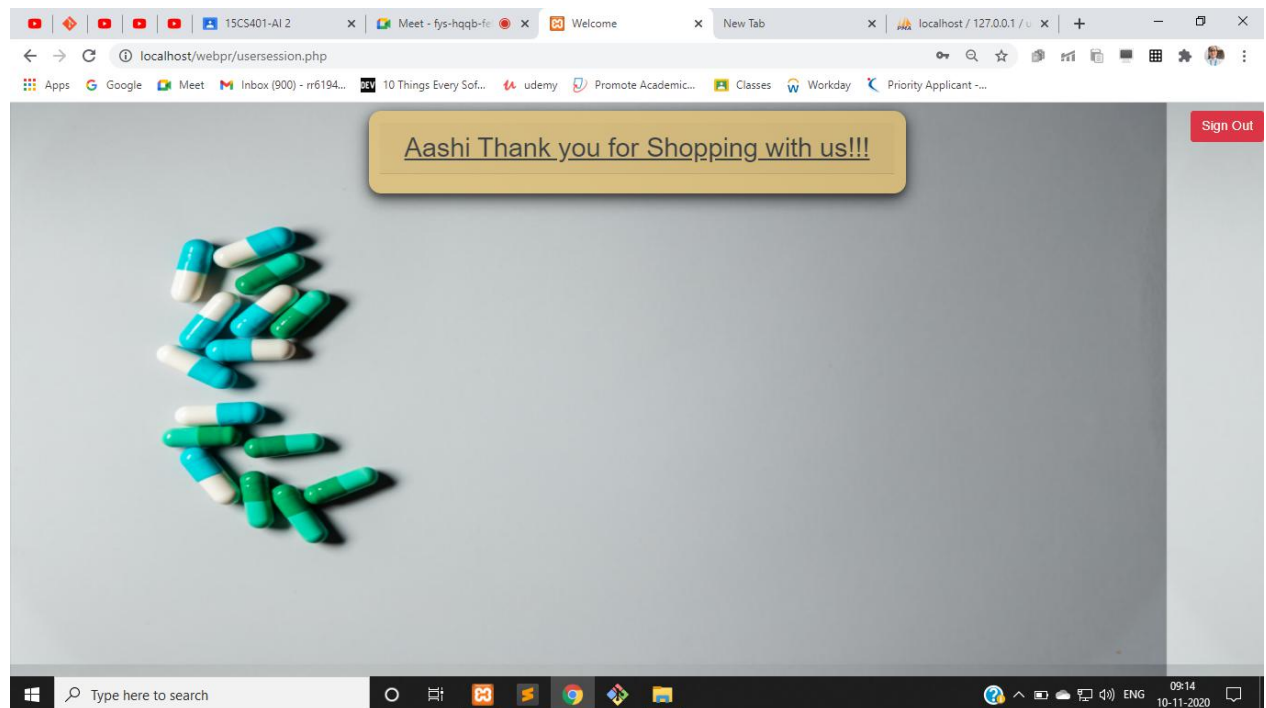 15CS401-AI 2
Meet - fys-hqqb-fe
Welcome
New Tab
localhost / 127.0.0.1 / u
localhost/webpr/usersession.php
Apps
Google
Meet
Inbox (900) - rr6194...
DEV
10 Things Every Sof...
udemy
Promote Academic...
Classes
Workday
Priority Applicant -...
Aashi Thank you for Shopping with us!!!
Sign Out
Type here to search
ENG
09:14
10-11-2020